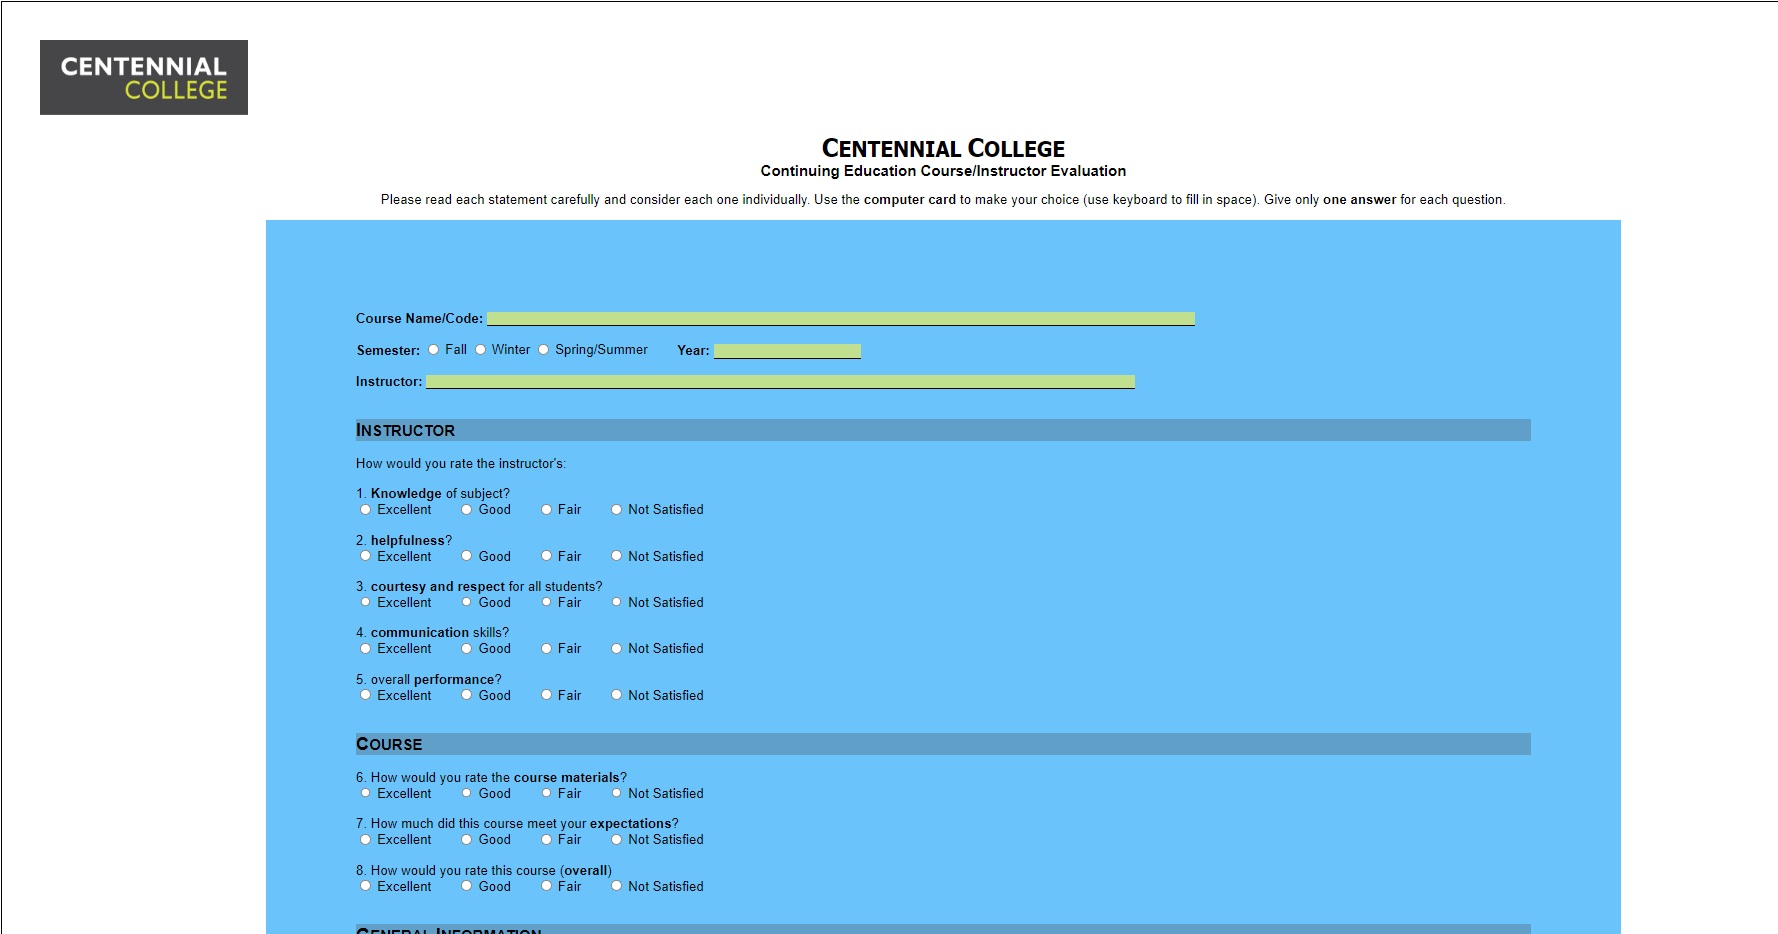 CENTENNIAL
COLLEGE
CENTENNIAL COLLEGE
Continuing Education Course/Instructor Evaluation
Please read each statement carefully and consider each one individually. Use the computer card to make your choice (use keyboard to fill in space). Give only one answer for each question.
Course Name/Code:
Semester: Fall Winter Spring/Summer Year:
Instructor:
INSTRUCTOR
How would you rate the instructor's:
1. Knowledge of subject?
Excellent Good Fair Not Satisfied
2. helpfulness?
Excellent Good Fair Not Satisfied
3. courtesy and respect for all students?
Excellent Good Fair Not Satisfied
4. communication skills?
Excellent Good Fair Not Satisfied
5. overall performance?
Excellent Good Fair Not Satisfied
COURSE
6. How would you rate the course materials?
Excellent Good Fair Not Satisfied
7. How much did this course meet your expectations?
Excellent Good Fair Not Satisfied
8. How would you rate this course (overall)
Excellent Good Fair Not Satisfied
GENERAL INFORMATION